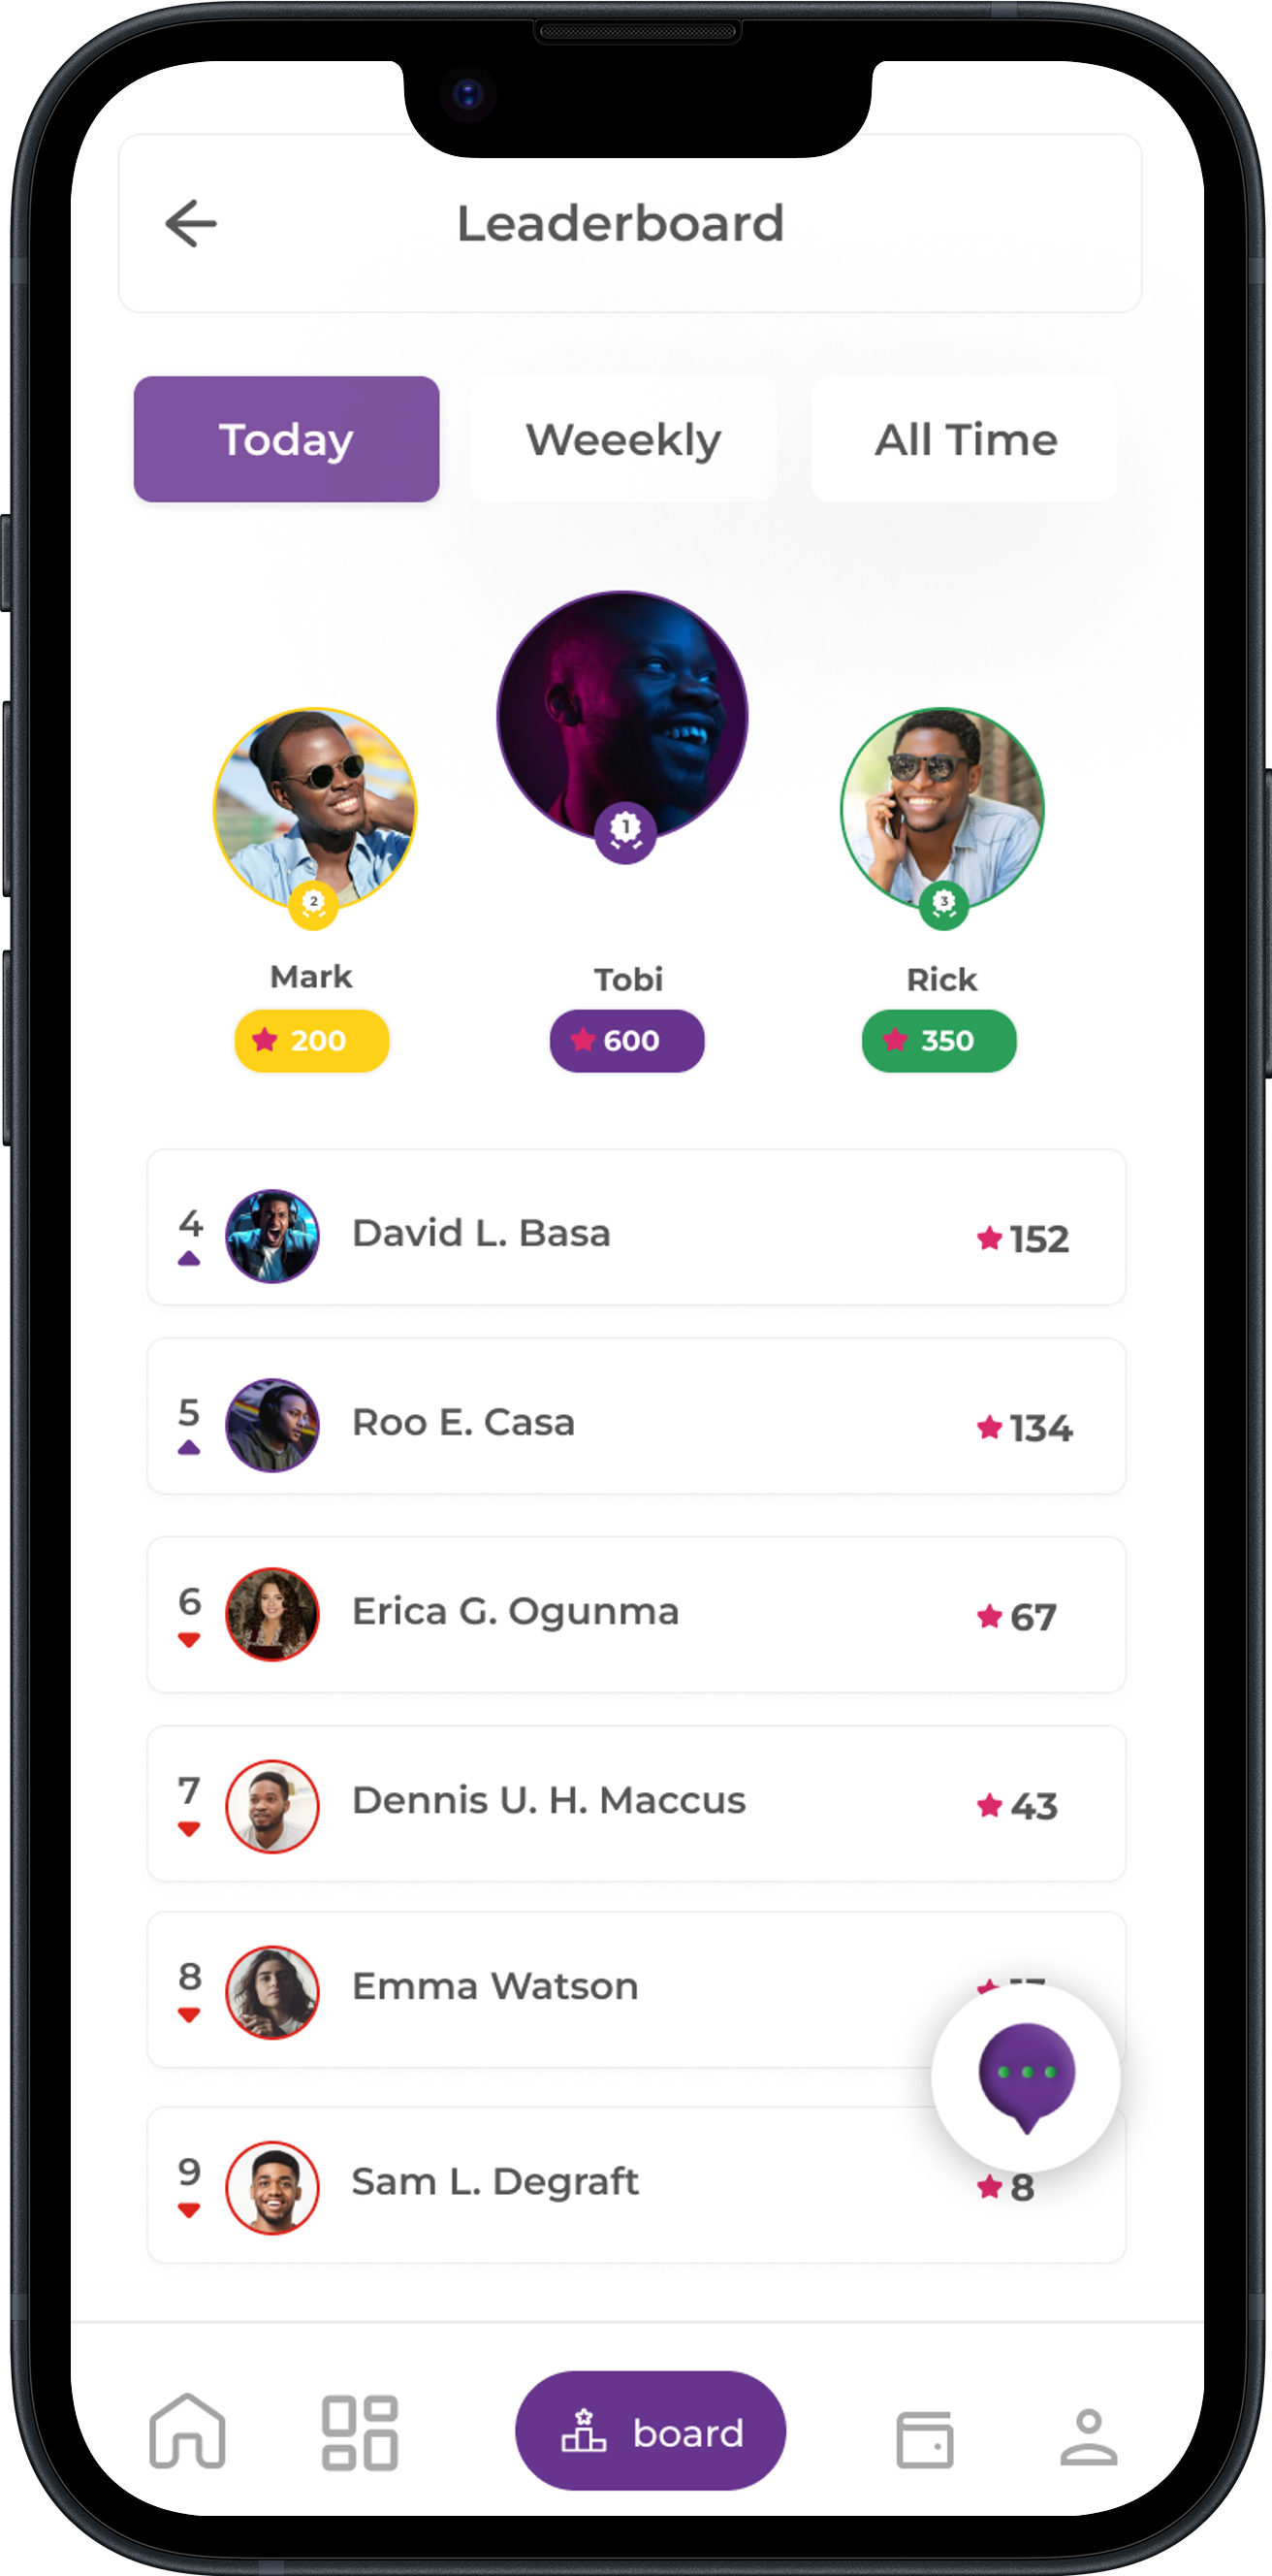 Leaderboard
Today
Weeekly
All Time
1
2
3
Mark
Tobi
Rick
200
600
350
4
David L. Basa
152
5
Roo E. Casa
134
6
Erica G. Ogunma
67
7
Dennis U. H. Maccus
43
8
Emma Watson
9
Sam L. Degraft
8
board